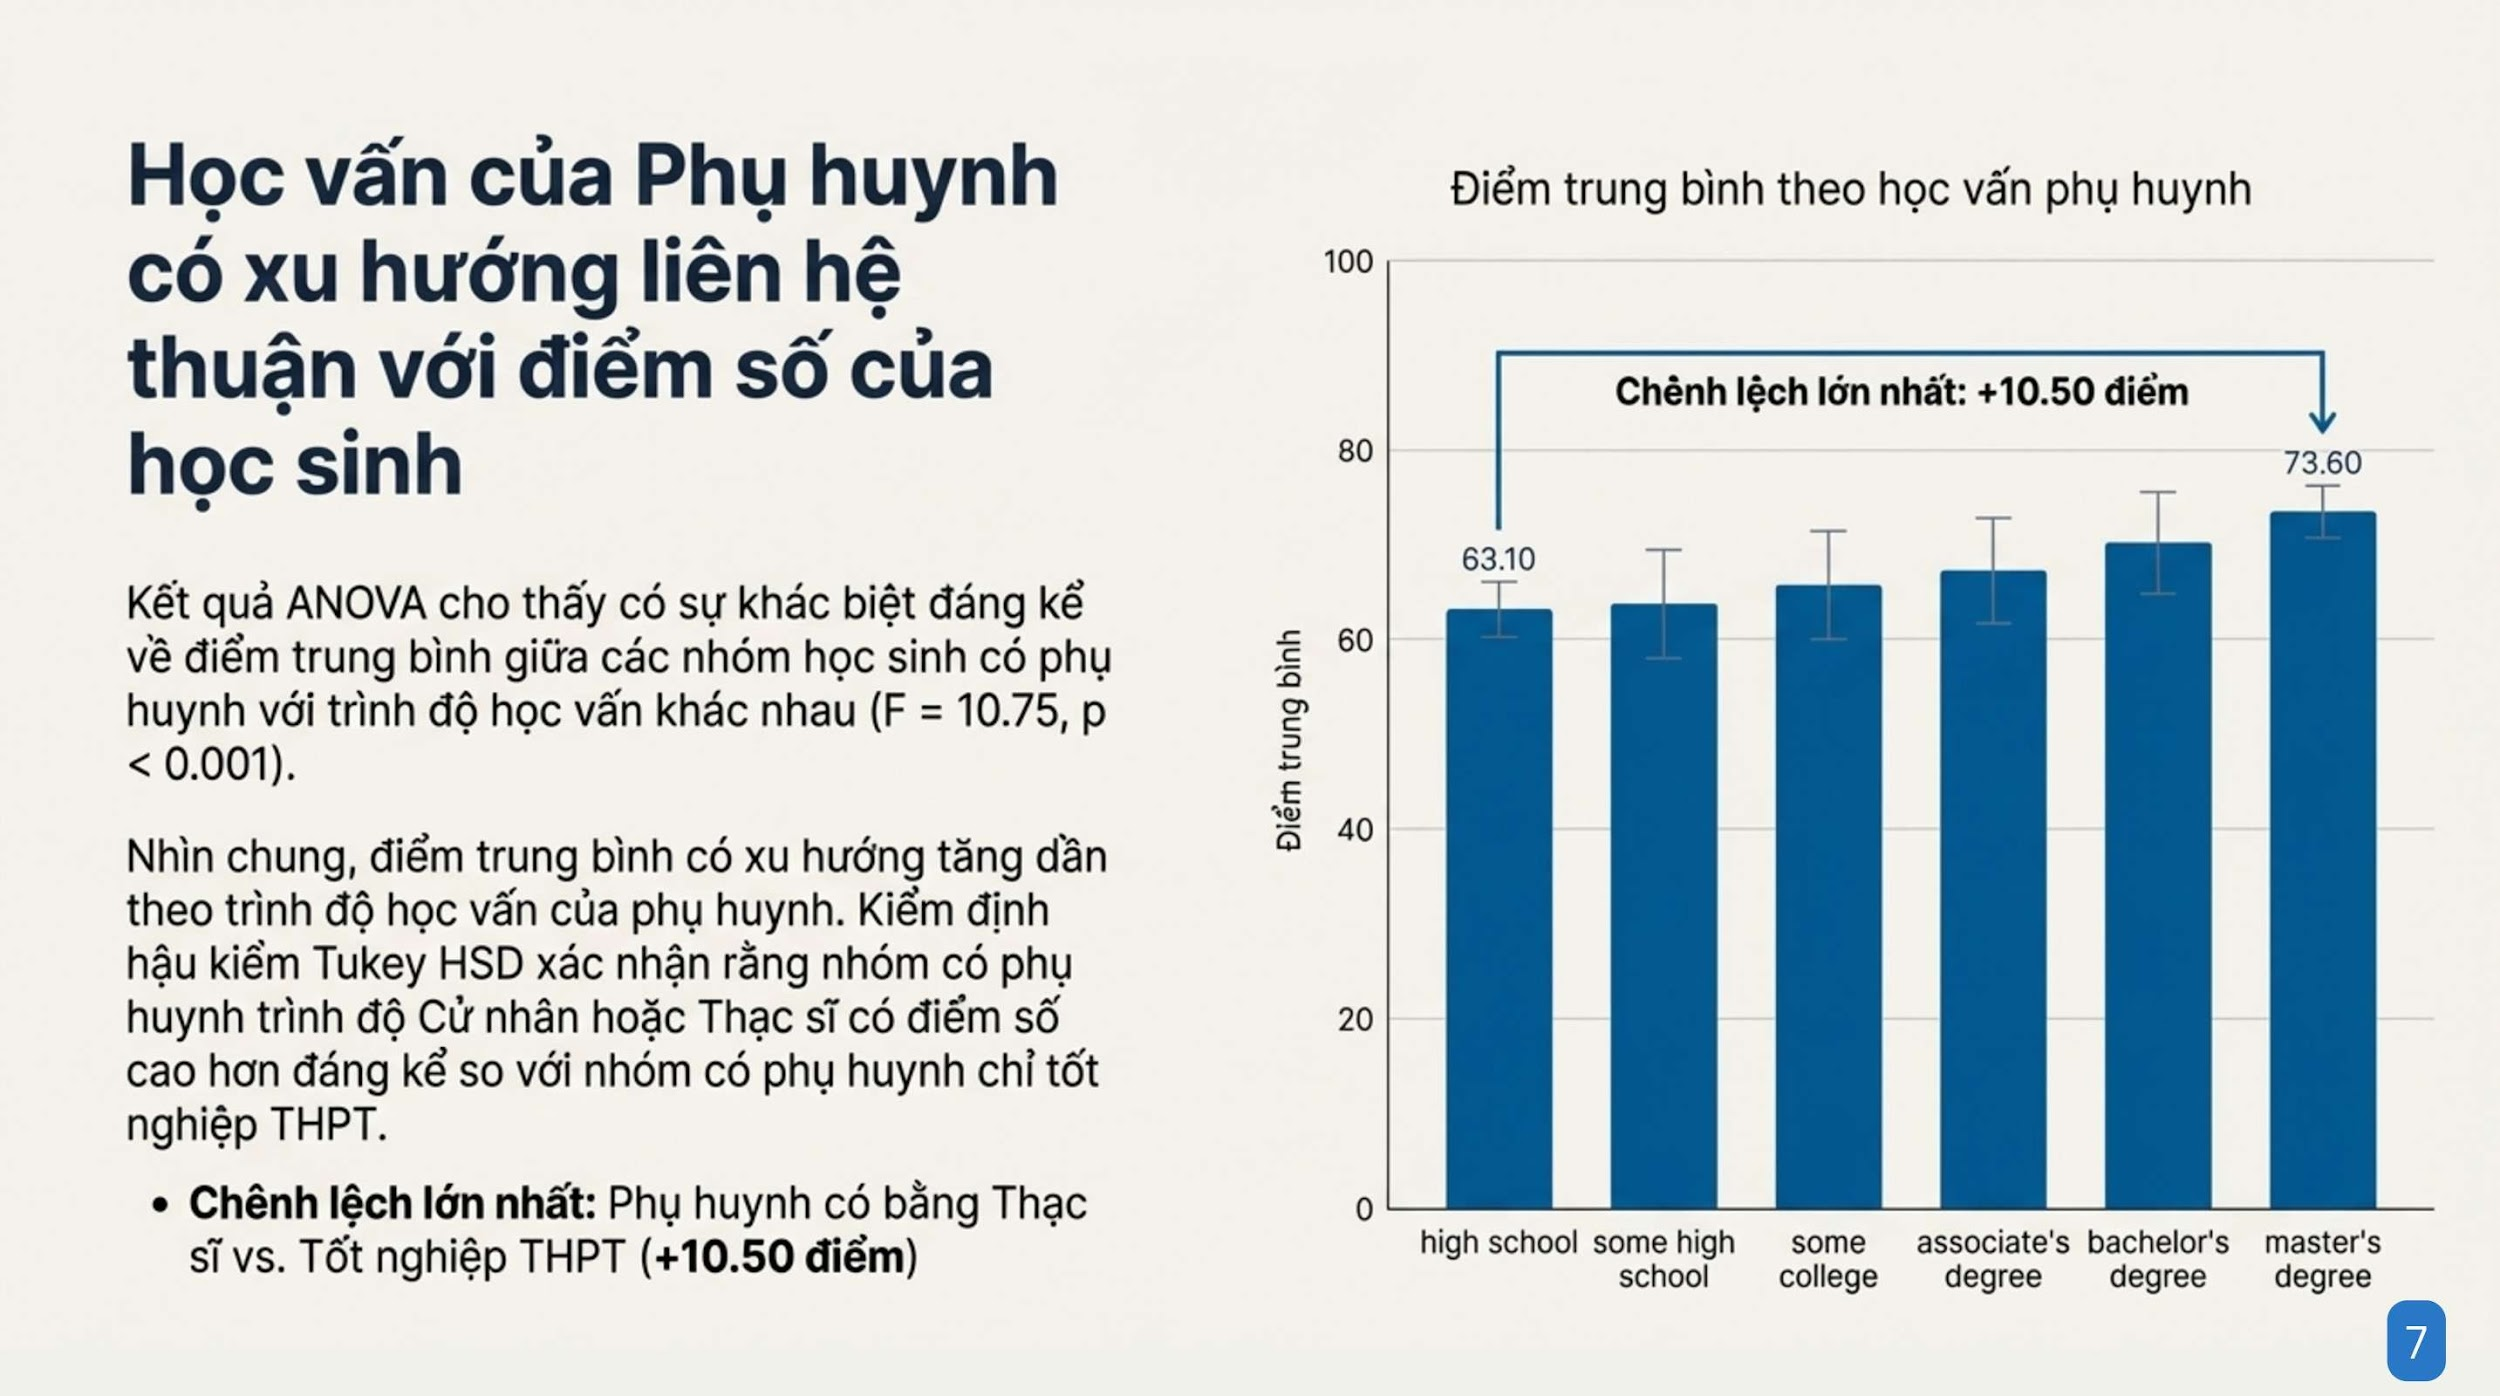 Học vấn của Phụ huynh
có xu hướng liên hệ
thuận với điểm số của
học sinh
Kết quả ANOVA cho thấy có sự khác biệt đáng kể
về điểm trung bình giữa các nhóm học sinh có phụ
huynh với trình độ học vấn khác nhau (F = 10.75, p
< 0.001).
Nhìn chung, điểm trung bình có xu hướng tăng dần
theo trình độ học vấn của phụ huynh. Kiểm định
hậu kiểm Tukey HSD xác nhận rằng nhóm có phụ
huynh trình độ Cử nhân hoặc Thạc sĩ có điểm số
cao hơn đáng kể so với nhóm có phụ huynh chỉ tốt
nghiệp THPT.
• Chênh lệch lớn nhất: Phụ huynh có bằng Thạc
sĩ vs. Tốt nghiệp THPT (+10.50 điểm)
Điểm trung bình theo học vấn phụ huynh
100
80
60
40
20
0
Điểm trung bình
Chênh lệch lớn nhất: +10.50 điểm
63.10
73.60
high school
some high
school
some
college
associate's
degree
bachelor's
degree
master's
degree
7